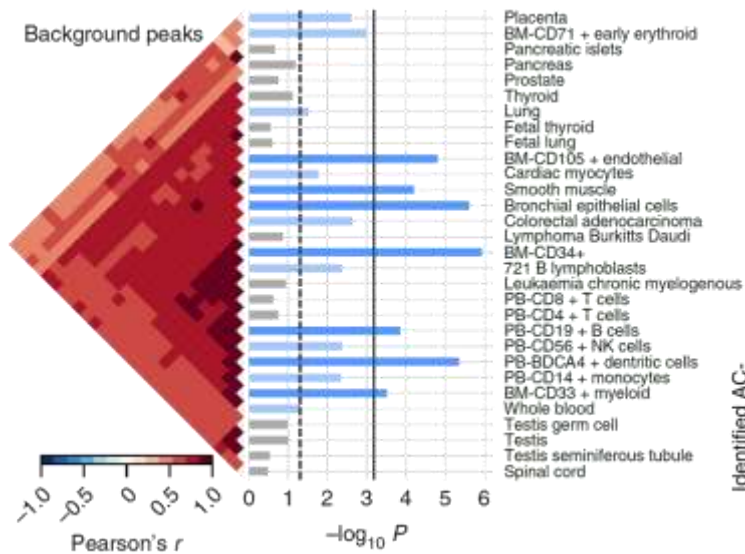 Background peaks
Placenta
BM-CD71 + early erythroid
Pancreatic islets
Pancreas
Prostate
Thyroid
Lung
Fetal thyroid
Fetal lung
BM-CD105 + endothelial
Cardiac myocytes
Smooth muscle
Bronchial epithelial cells
Colorectal adenocarcinoma
Lymphoma Burkitts Daudi
BM-CD34+
721 B lymphoblasts
Leukaemia chronic myelogenous
PB-CD8 + T cells
PB-CD4 + T cells
PB-CD19 + B cells
PB-CD56 + NK cells
PB-BDCA4 + dentritic cells
PB-CD14 + monocytes
BM-CD33 + myeloid
Whole blood
Testis germ cell
Testis
Testis seminiferous tubule
Spinal cord
0 1 2 3 4 5 6
−log10 P
−1.0 −0.5 0 0.5 1.0
Pearson's r
Identified AC-